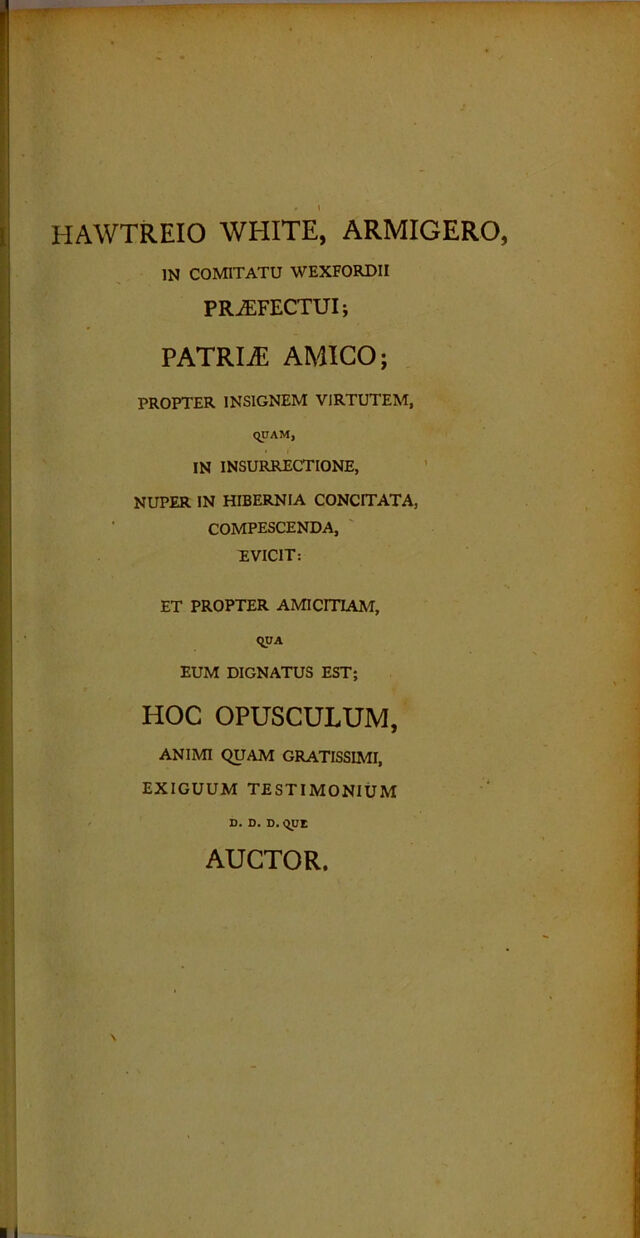 HAWTREIO WHITE, ARMIGERO,
IN COMITATU WEXFORDII
PRÆFECTUI;
PATRIÆ AMICO;
PROPTER INSIGNEM VIRTUTEM,
QUAM,
IN INSURRECTIONE,
NUPER IN HIBERNIA CONCITATA,
COMPESCENDA,
EVICIT:
ET PROPTER AMICITIAM,
QUA
EUM DIGNATUS EST;
HOC OPUSCULUM,
ANIMI QUAM GRATISSIMI,
EXIGUUM TESTIMONIUM
D. D. D. QUE
AUCTOR.